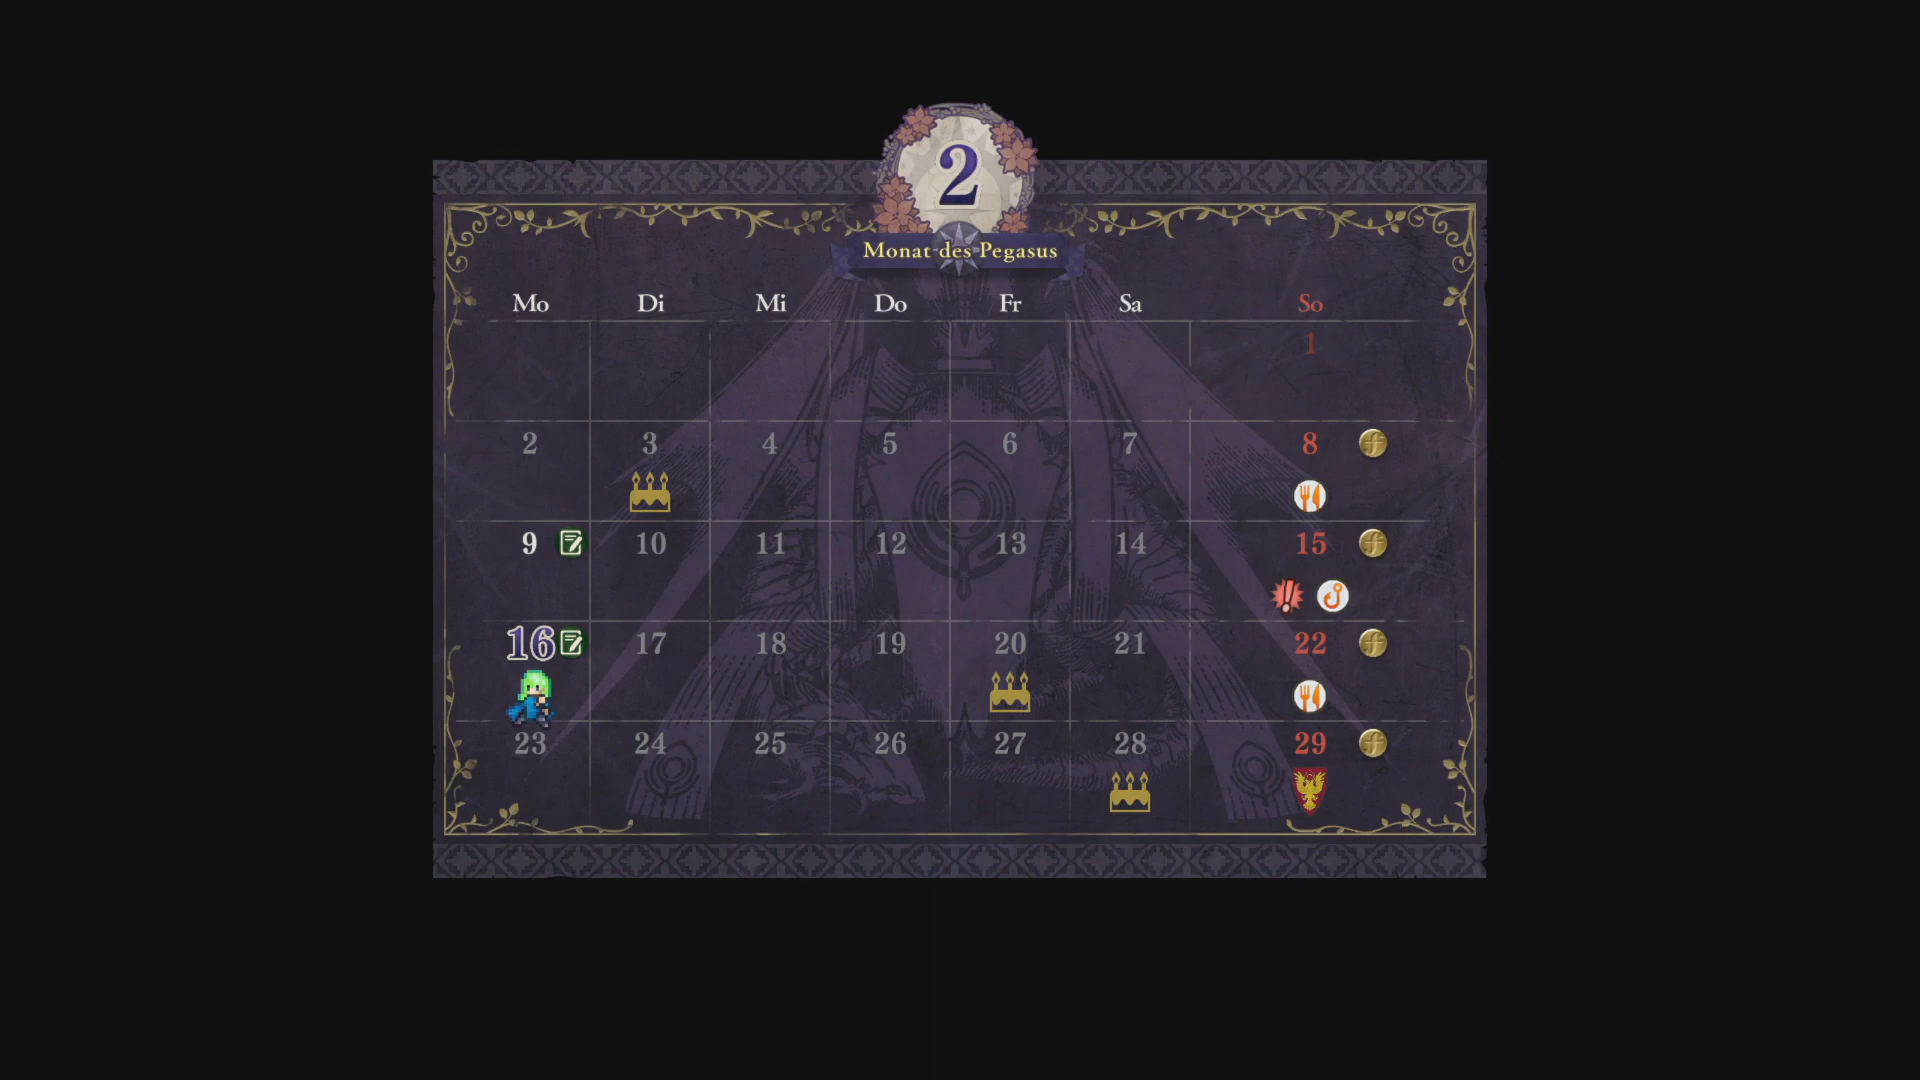 2
Monat des Pegasus
Mo Di Mi Do Fr Sa So
1
2 3 4 5 6 7 8
9 10 11 12 13 14 15
16 17 18 19 20 21 22
23 24 25 26 27 28 29